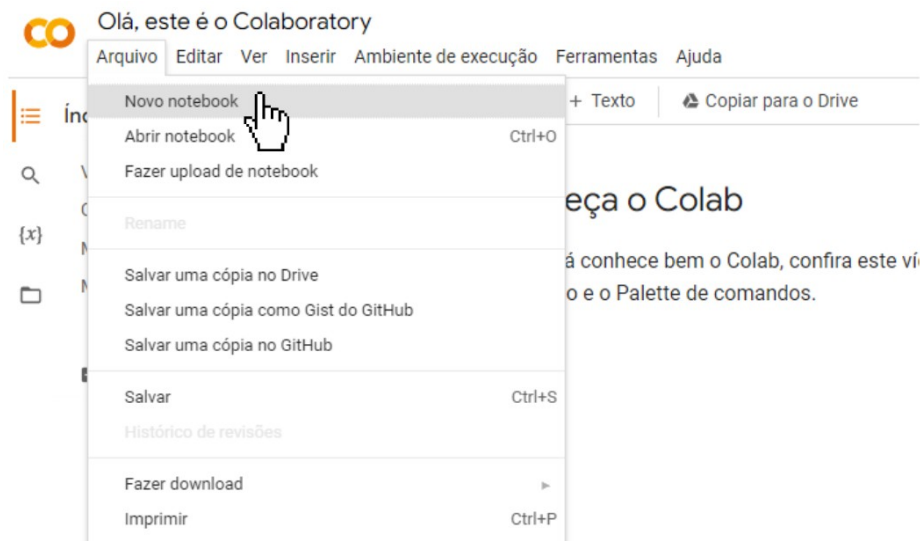 Olá, este é o Colaboratory
Arquivo Editar Ver Inserir Ambiente de execução Ferramentas Ajuda
Novo notebook
+ Texto
Copiar para o Drive
Abrir notebook Ctrl+O
Fazer upload de notebook
Rename
Salvar uma cópia no Drive
Salvar uma cópia como Gist do GitHub
Salvar uma cópia no GitHub
Salvar Ctrl+S
Histórico de revisões
Fazer download
Imprimir Ctrl+P
Índ
{x}
eça o Colab
á conhece bem o Colab, confira este ví
o e o Palette de comandos.